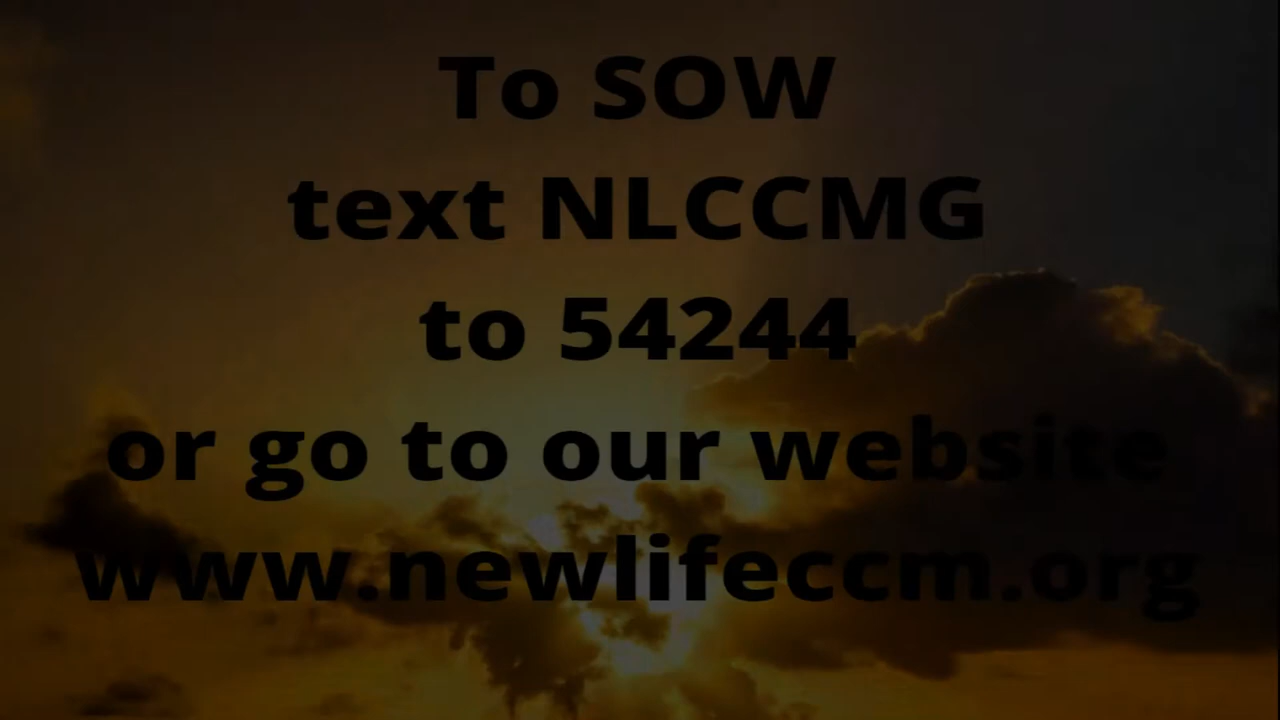 To SOW
text NLCCMG
to 54244
or go to our website
www.newlifeccm.org